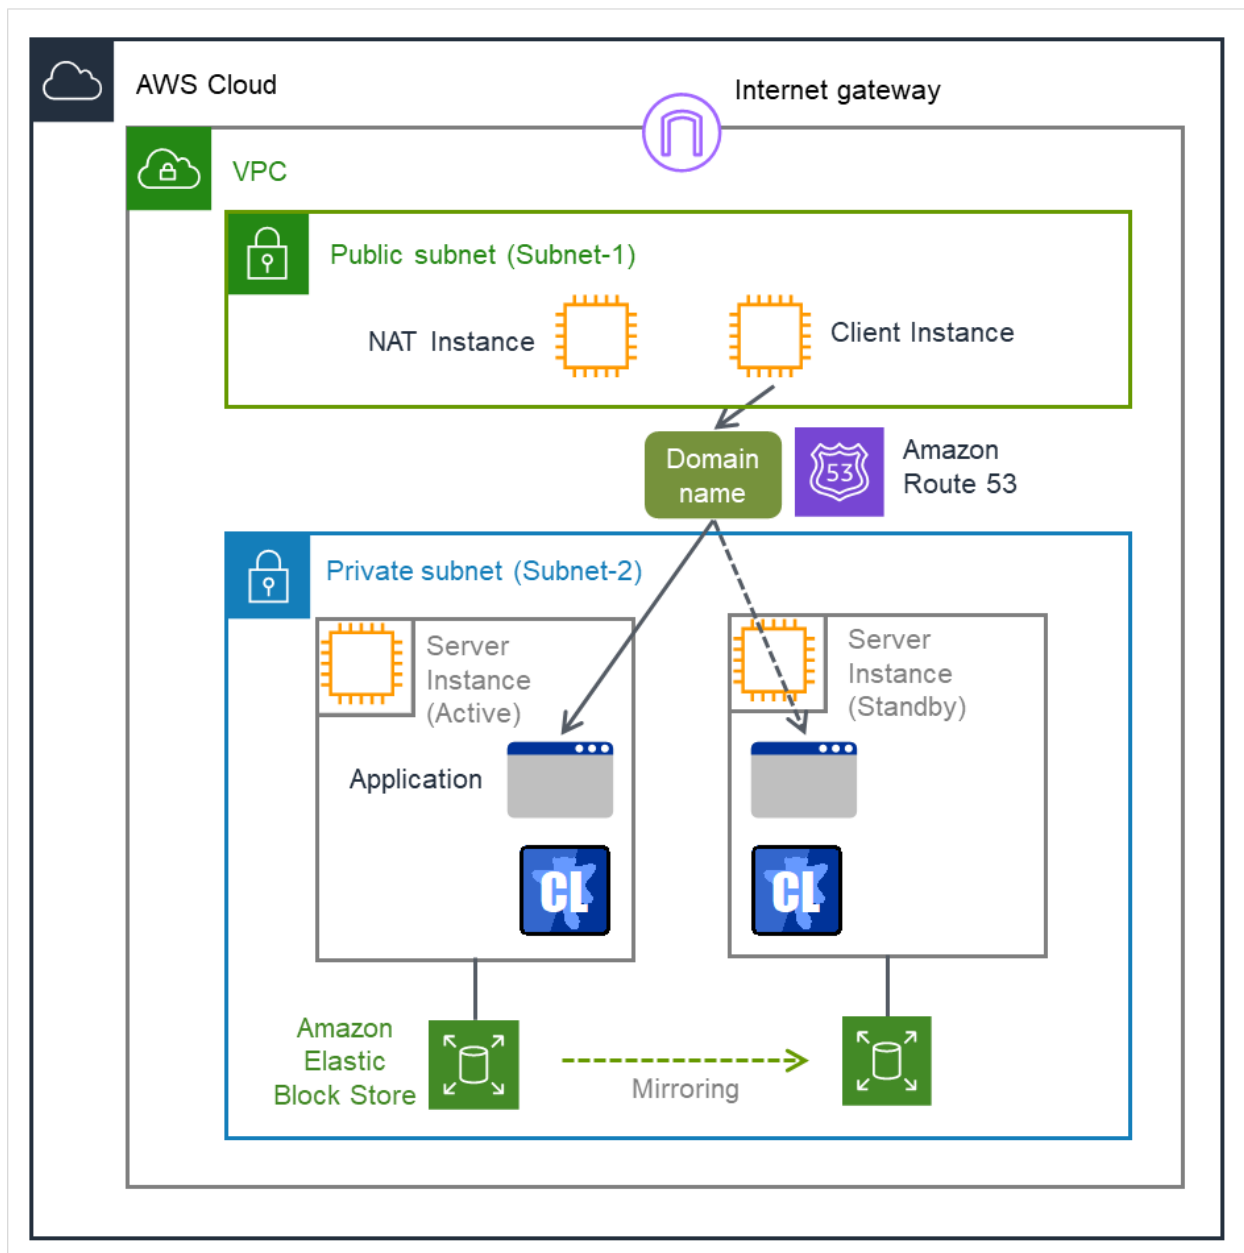 AWS Cloud
Internet gateway
VPC
Public subnet (Subnet-1)
NAT Instance
Client Instance
Domain
name
53
Amazon
Route 53
Private subnet (Subnet-2)
Server
Instance
(Active)
Server
Instance
(Standby)
Application
CL
CL
Amazon
Elastic
Block Store
Mirroring